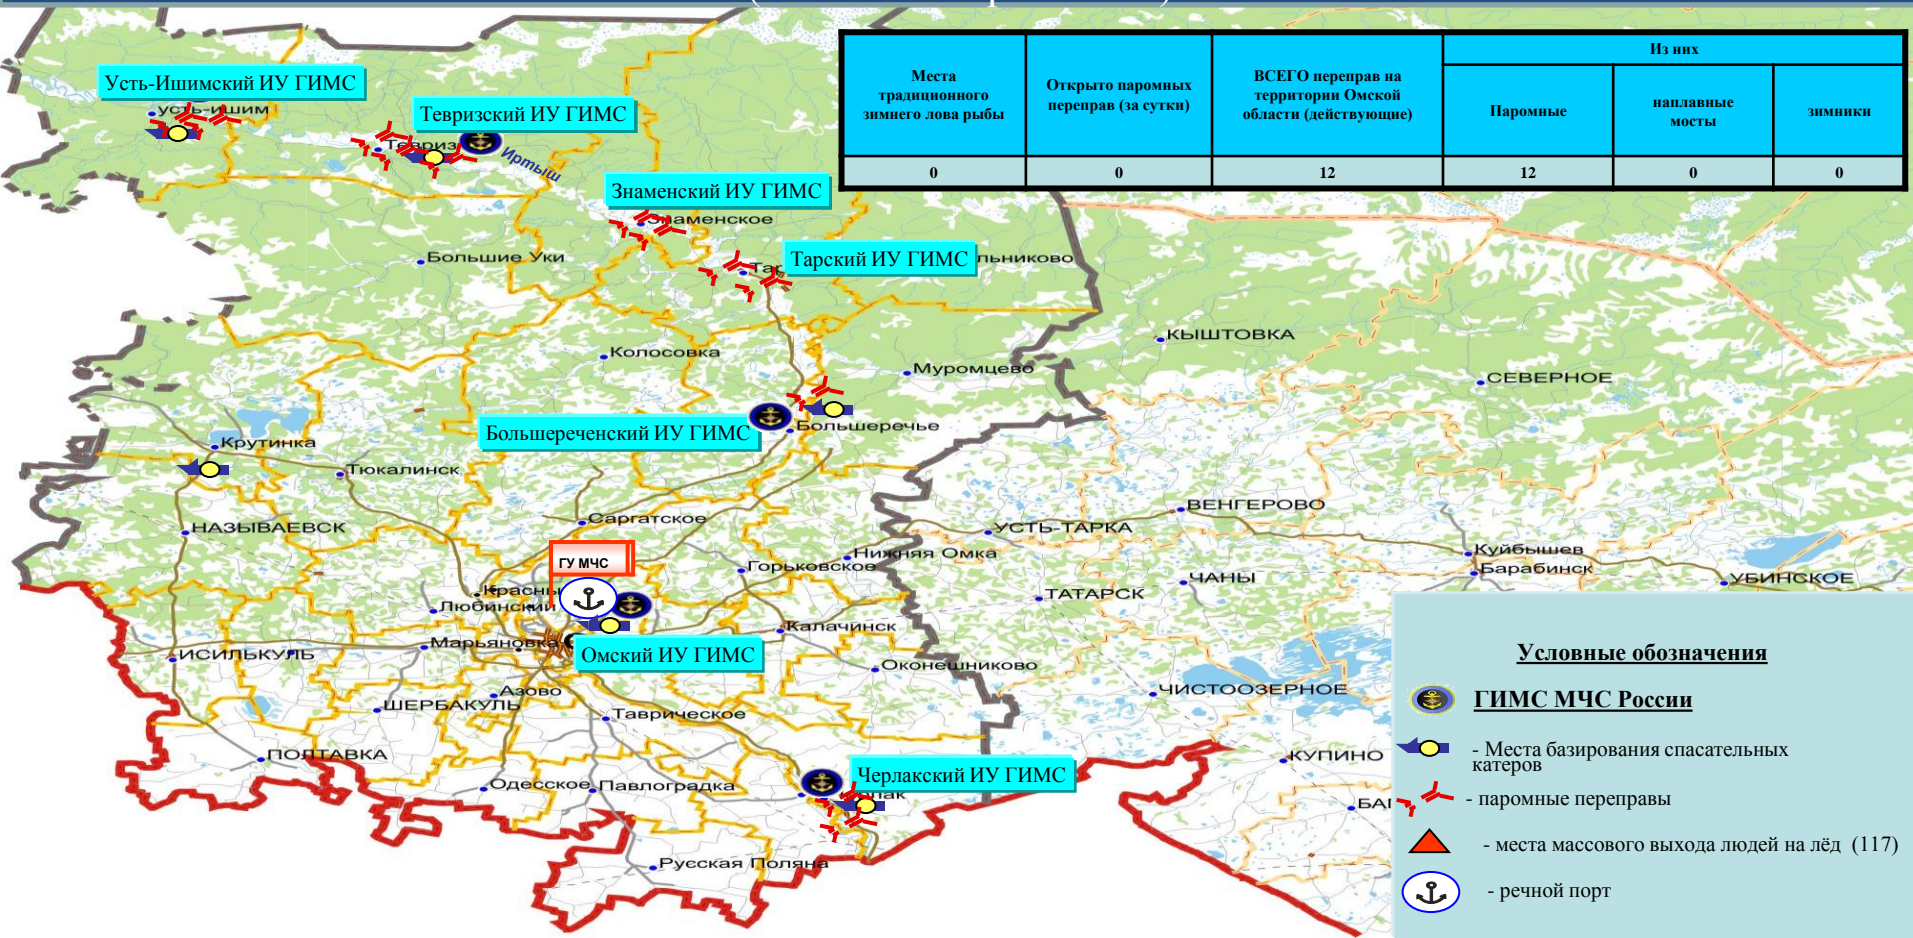 Места
традиционного
зимнего лова рыбы
Открыто паромных
переправ (за сутки)
ВСЕГО переправ на
территории Омской
области (действующие)
Из них
Паромные
наплавные
мосты
зимники
0
0
12
12
0
0
Усть-Ишимский ИУ ГИМС
усть-ишим
Тевризский ИУ ГИМС
Тевриз
Иртыш
Знаменский ИУ ГИМС
Знаменское
Тарский ИУ ГИМС
Большие Уки
КЫШТОВКА
Колосовка
Муромцево
СЕВЕРНОЕ
Большереченский ИУ ГИМС
Большеречье
Крутинка
Тюкалинск
НАЗЫВАЕВСК
Саргатское
ВЕНГЕРОВО
УСТЬ-ТАРКА
Нижняя Омка
Горьковское
Куйбышев
Барабинск
ЧАНЫ
УБИНСКОЕ
ТАТАРСК
ГУ МЧС
Любинский
Марьяновка
ИСИЛЬКУЛЬ
Омский ИУ ГИМС
Калачинск
Оконешниково
ЧИСТООЗЕРНОЕ
Азово
ШЕРБАКУЛЬ
Таврическое
ПОЛТАВКА
Одесское
Павлоградка
Черлакский ИУ ГИМС
КУПИНО
Русская Поляна
Условные обозначения
ГИМС МЧС России
- Места базирования спасательных
катеров
- паромные переправы
- места массового выхода людей на лёд (117)
- речной порт